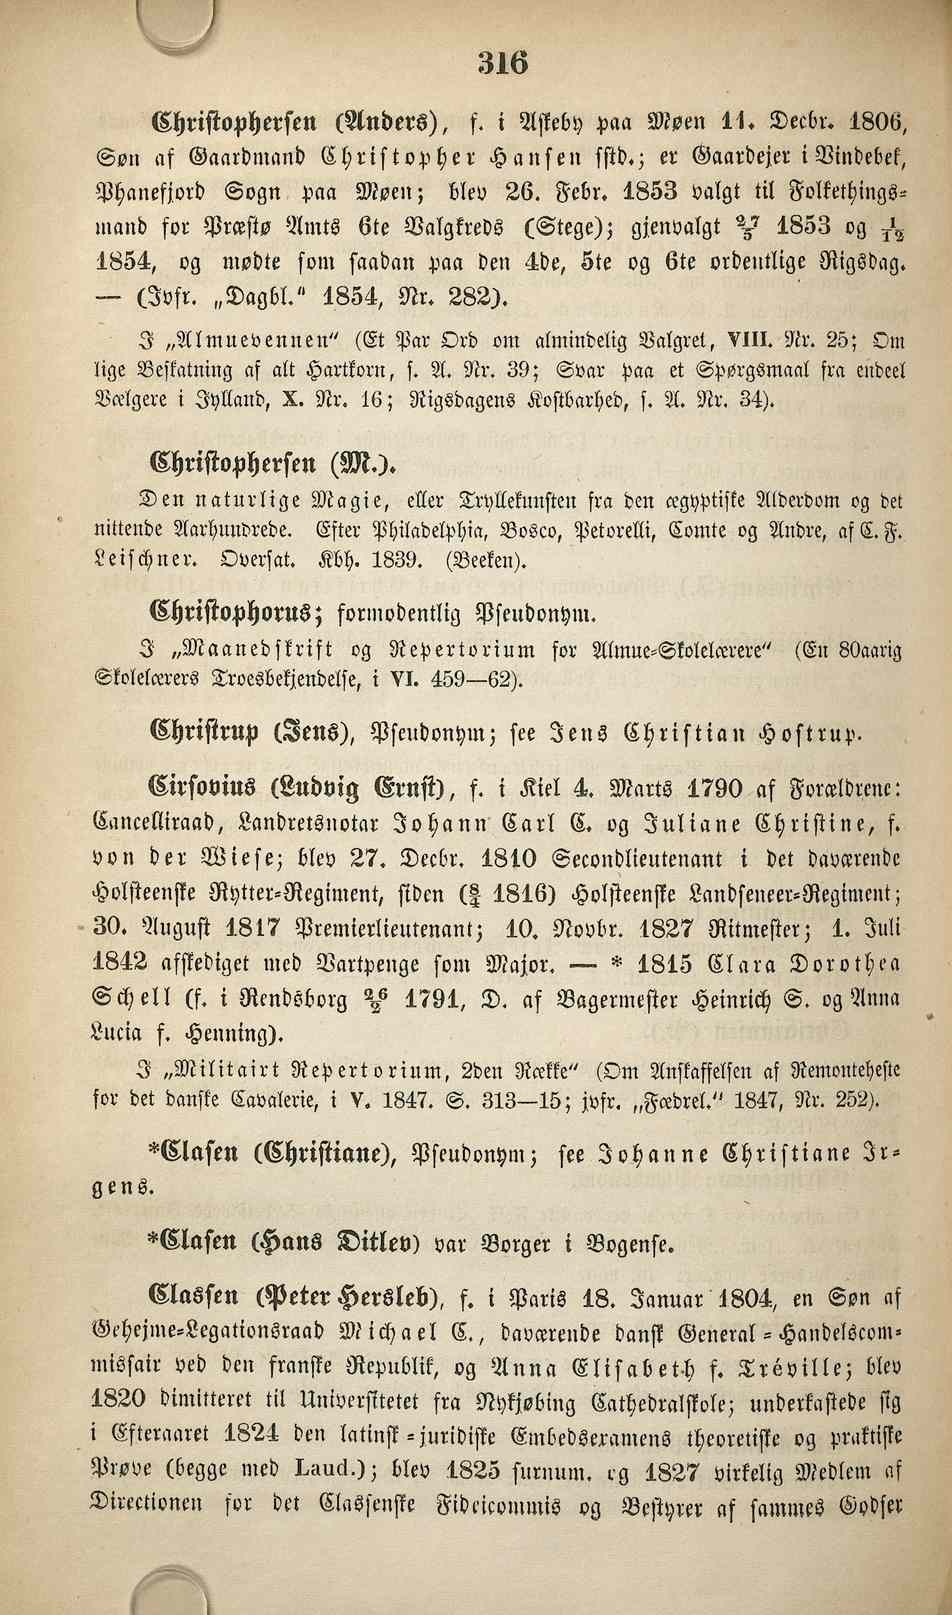 316
Christophersen (Anders), f. i Askeby paa Møen 11. Decbr. 1806,
Søn af Gaardmand Christopher Hansen sstd.; er Gaardejer i Vindebek,
Phanefjord Sogn paa Møen; blev 26. Febr. 1853 valgt til Folkethings-
mand for Præstø Amts 6te Valgkreds (Stege); gjenvalgt 27/5 1853 og 1/12
1854, og mødte som saadan paa den 4de, 5te og 6te ordentlige Rigsdag.
— (Jvfr. „Dagbl.“ 1854, Nr. 282).
I „Almuevennen“ (Et Par Ord om almindelig Valgret, VIII. Nr. 25; Om
lige Beskatning af alt Hartkorn, s. A. Nr. 39; Svar paa et Spørgsmaal fra endeel
Vælgere i Jylland, X. Nr. 16; Rigsdagens Kostbarhed, s. A. Nr. 34).
Christophersen (M.).
Den naturlige Magie, eller Tryllekunsten fra den ægyptiske Alderdom og det
nittende Aarhundrede. Efter Philadelphia, Bosco, Petorelli, Comte og Andre, af C. F.
Leischner. Oversat. Kbh. 1839. (Beeken).
Christophorus; formodentlig Pseudonym.
I „Maanedskrift og Repertorium for Almue-Skolelærere“ (En 80aarig
Skolelærers Troesbekjendelse, i VI. 459—62).
Christrup (Jens), Pseudonym; see Jens Christian Hostrup.
Cirsovius (Ludvig Ernst), f. i Kiel 4. Marts 1790 af Forældrene:
Cancelliraad, Landretsnotar Johann Carl C. og Juliane Christine, f.
von der Wiese; blev 27. Decbr. 1810 Secondlieutenant i det daværende
Holsteenske Rytter-Regiment, siden (8/4 1816) Holsteenske Landseneer-Regiment;
30. August 1817 Premierlieutenant; 10. Novbr. 1827 Ritmester; 1. Juli
1842 afskediget med Vartpenge som Major. — * 1815 Clara Dorothea
Schell (f. i Rendsborg 26/2 1791, D. af Bagermester Heinrich S. og Anna
Lucia f. Henning).
I „Militairt Repertorium, 2den Række“ (Om Anskaffelsen af Remonteheste
for det danske Cavalerie, i V. 1847. S. 313—15; jvfr. „Fædrel.“ 1847, Nr. 252).
*Clasen (Christiane), Pseudonym; see Johanne Christiane Ir-
gens.
*Clasen (Hans Ditlev) var Borger i Bogense.
Classen (Peter Hersleb), f. i Paris 18. Januar 1804, en Søn af
Gehejme-Legationsraad Michael C., daværende dansk General-Handelscom-
missair ved den franske Republik, og Anna Elisabeth f. Tréville; blev
1820 dimitteret til Universitetet fra Nykjøbing Cathedralskole; underkastede sig
i Efteraaret 1824 den latinsk-juridiske Embedsexamens theoretiske og praktiske
Prøve (begge med Laud.); blev 1825 surnum. og 1827 virkelig Medlem af
Directionen for det Classenske Fideicommis og Bestyrer af sammes Godser